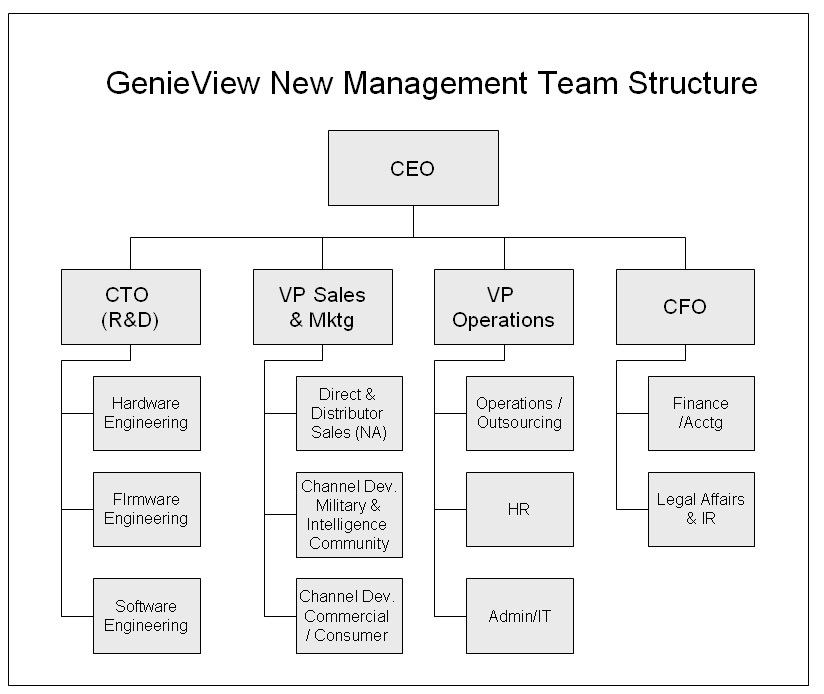 GenieView New Management Team Structure
CEO
CTO
(R&D)
VP Sales
& Mktg
VP
Operations
CFO
Hardware
Engineering
FIrmware
Engineering
Software
Engineering
Direct &
Distributor
Sales (NA)
Channel Dev.
Military &
Intelligence
Community
Channel Dev.
Commercial
/ Consumer
Operations /
Outsourcing
HR
Admin/IT
Finance
/Acctg
Legal Affairs
& IR